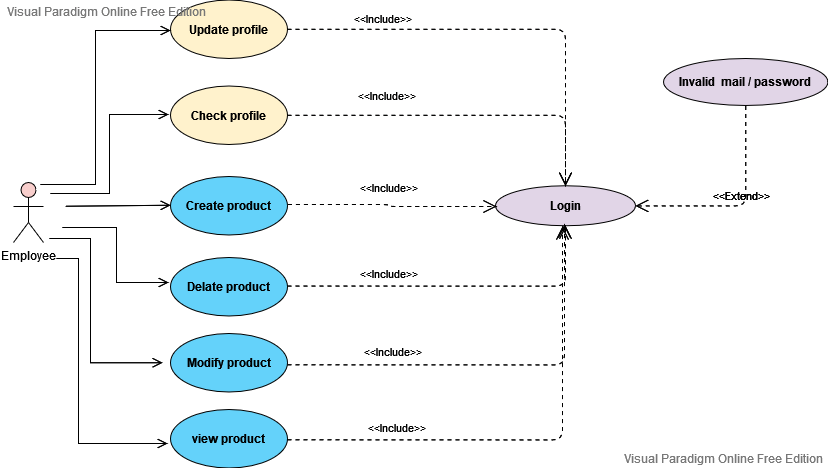 Visual Paradigm Online Free Edition
Update profile
<<Include>>
Invalid mail / password
<<Include>>
Check profile
<<Include>>
Create product
Login
<<Extend>>
Employee
<<Include>>
Delate product
<<Include>>
Modify product
<<Include>>
view product
Visual Paradigm Online Free Edition